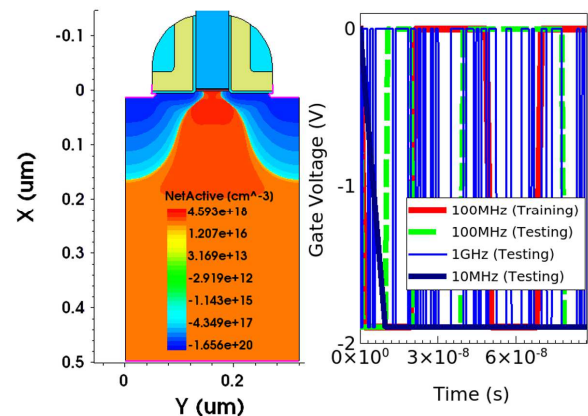 -0.1
0
0.1
0.2
0.3
0.4
0.5
X (um)
0
0.2
Y (um)
NetActive (cm^-3)
4.593e+18
1.207e+16
3.169e+13
-2.919e+12
-1.143e+15
-4.349e+17
-1.656e+20
0
-1
-2
Gate Voltage (V)
100MHz (Training)
100MHz (Testing)
1GHz (Testing)
10MHz (Testing)
0×10⁰
3×10⁻⁸
6×10⁻⁸
Time (s)